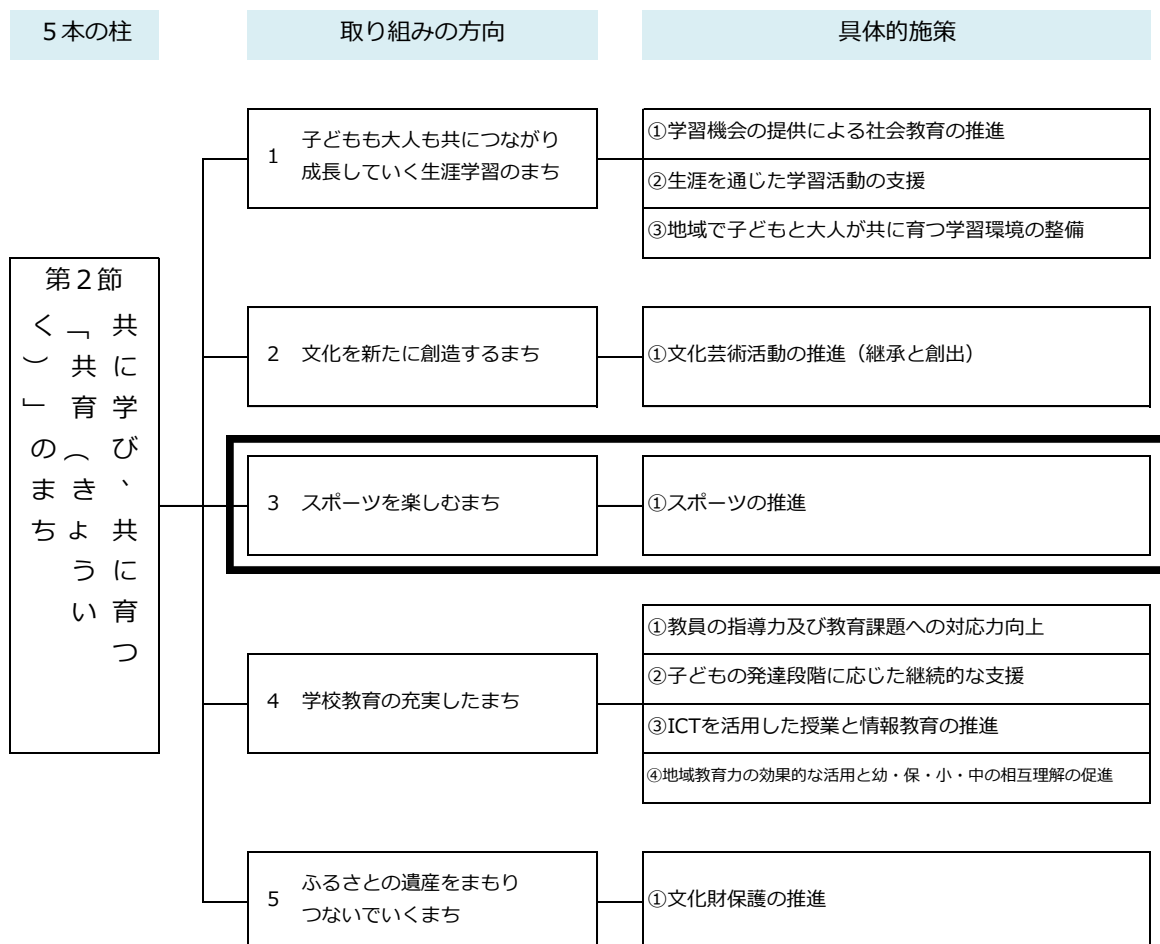 5本の柱
取り組みの方向
具体的施策
第2節
共に学び、共に育つ
「共育(きょうい
く)」のまち
1
子どもも大人も共につながり
成長していく生涯学習のまち
①学習機会の提供による社会教育の推進
②生涯を通じた学習活動の支援
③地域で子どもと大人が共に育つ学習環境の整備
2 文化を新たに創造するまち
①文化芸術活動の推進（継承と創出）
3 スポーツを楽しむまち
①スポーツの推進
4 学校教育の充実したまち
①教員の指導力及び教育課題への対応力向上
②子どもの発達段階に応じた継続的な支援
③ICTを活用した授業と情報教育の推進
④地域教育力の効果的な活用と幼・保・小・中の相互理解の促進
5
ふるさとの遺産をまもり
つないでいくまち
①文化財保護の推進